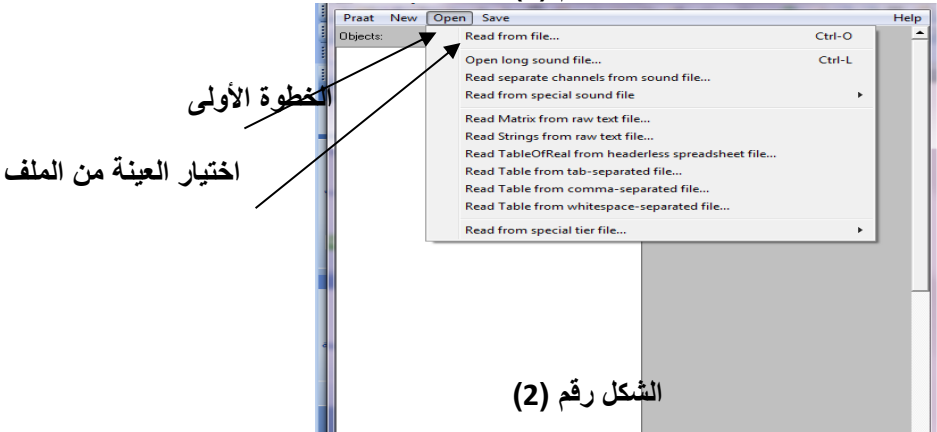 Praat New Open Save Help
Objects:
Read from file... Ctrl-O
Open long sound file... Ctrl-L
Read separate channels from sound file...
Read from special sound file
الخطوة الأولى
Read Matrix from raw text file...
Read Strings from raw text file...
Read TableOfReal from headerless spreadsheet file...
اختيار العينة من الملف
Read Table from tab-separated file...
Read Table from comma-separated file...
Read Table from whitespace-separated file...
Read from special tier file...
الشكل رقم (2)